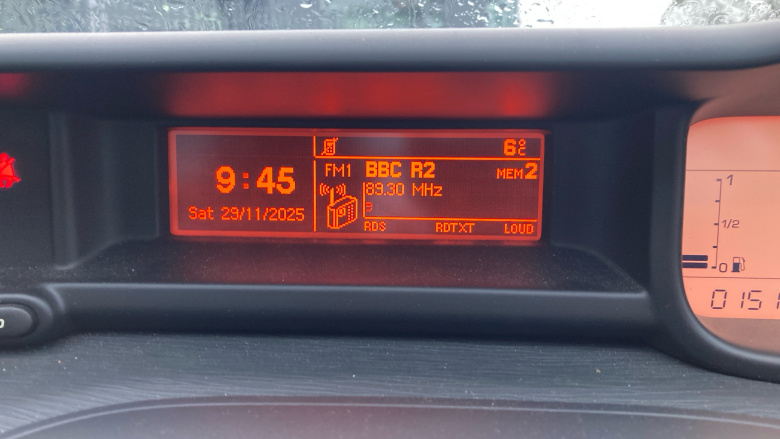 6°C
9:45
Sat 29/11/2025
FM1 BBC R2 MEM2
89.30 MHz
RDS RDTXT LOUD
1
1/2
0